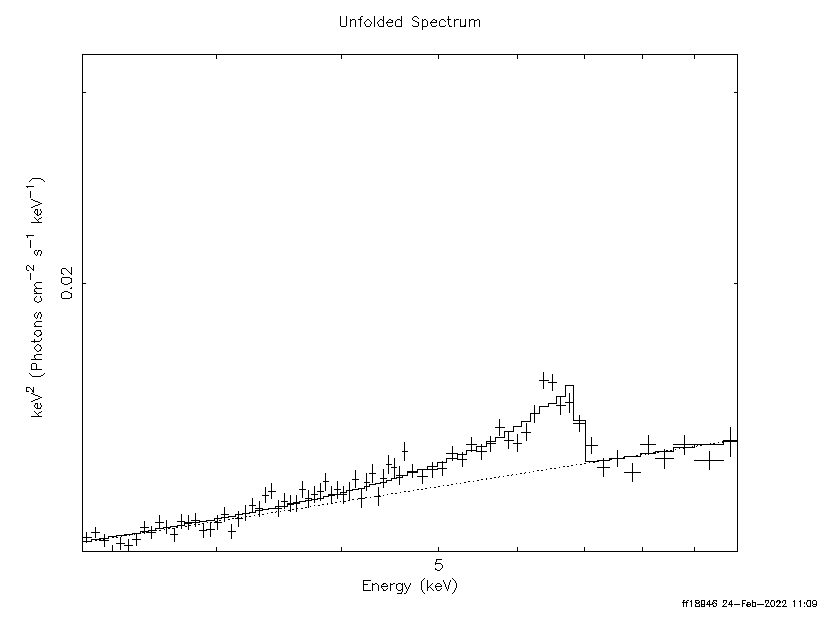 Unfolded Spectrum
keV² (Photons cm⁻² s⁻¹ keV⁻¹)
0.02
5
Energy (keV)
ff18946 24-Feb-2022 11:09